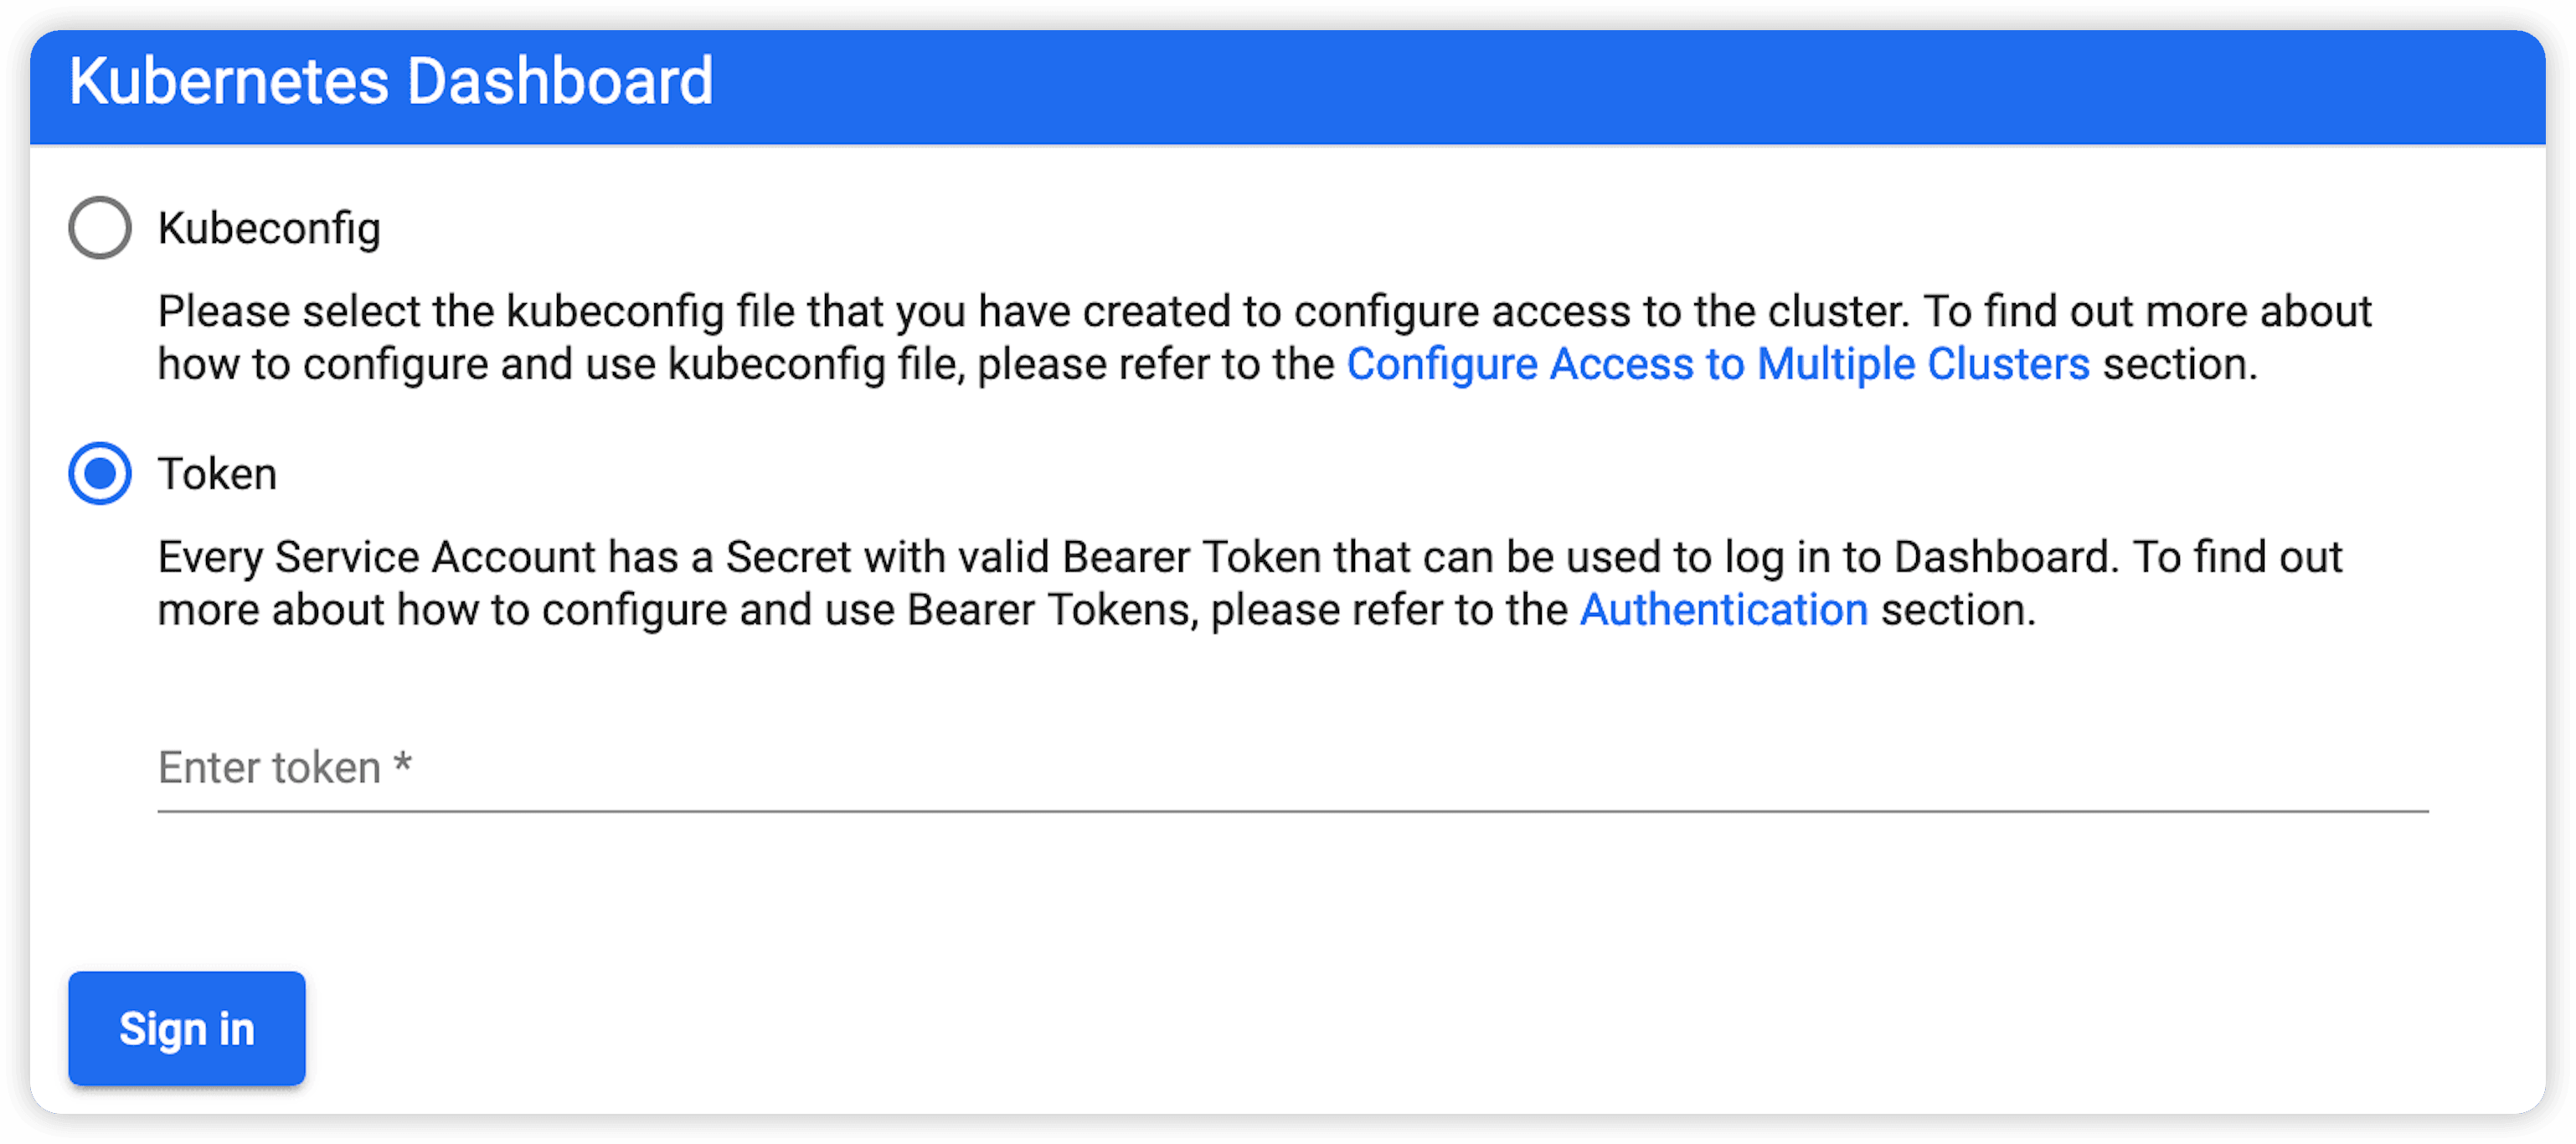 Kubernetes Dashboard
Kubeconfig
Please select the kubeconfig file that you have created to configure access to the cluster. To find out more about
how to configure and use kubeconfig file, please refer to the Configure Access to Multiple Clusters section.
Token
Every Service Account has a Secret with valid Bearer Token that can be used to log in to Dashboard. To find out
more about how to configure and use Bearer Tokens, please refer to the Authentication section.
Enter token *
Sign in